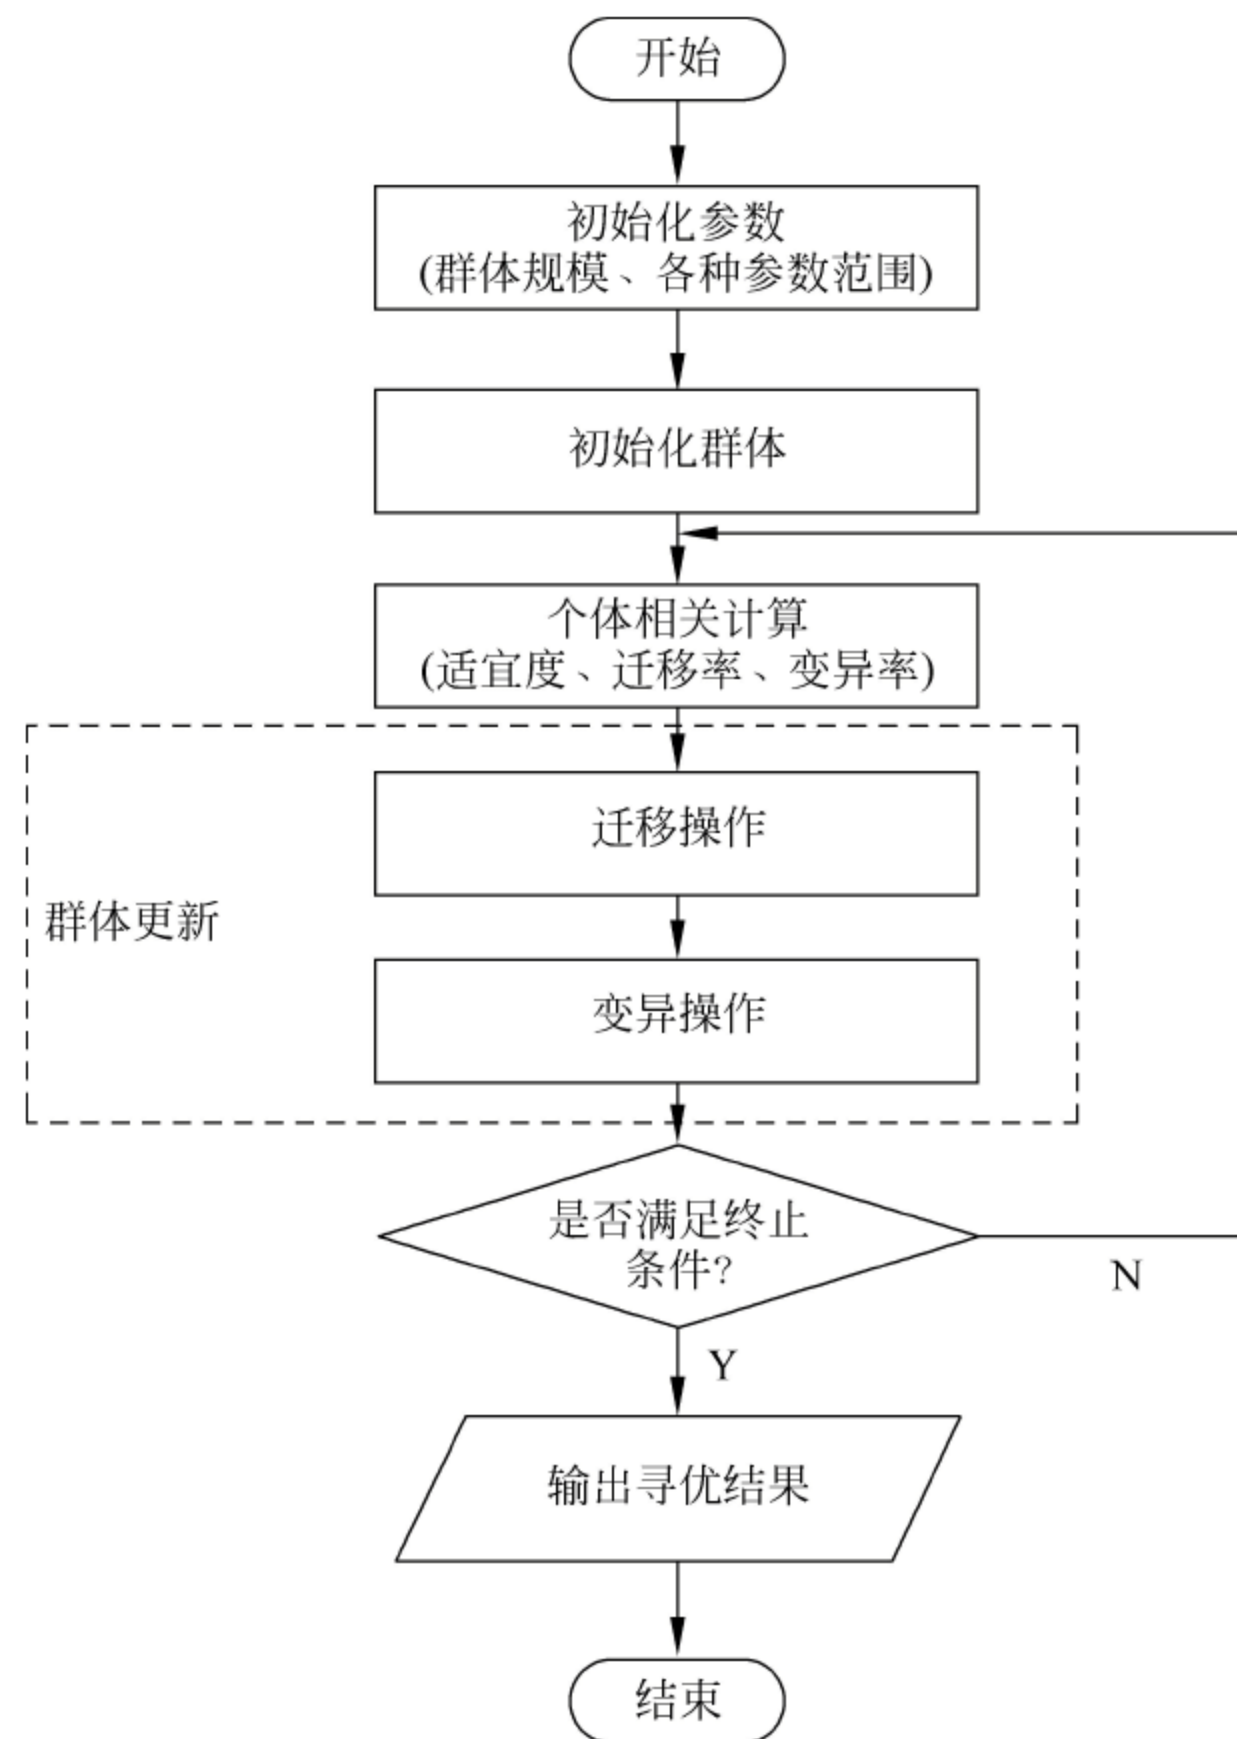 开始
初始化参数
(群体规模、各种参数范围)
初始化群体
个体相关计算
(适宜度、迁移率、变异率)
迁移操作
群体更新
变异操作
是否满足终止
条件?
N
Y
输出寻优结果
结束